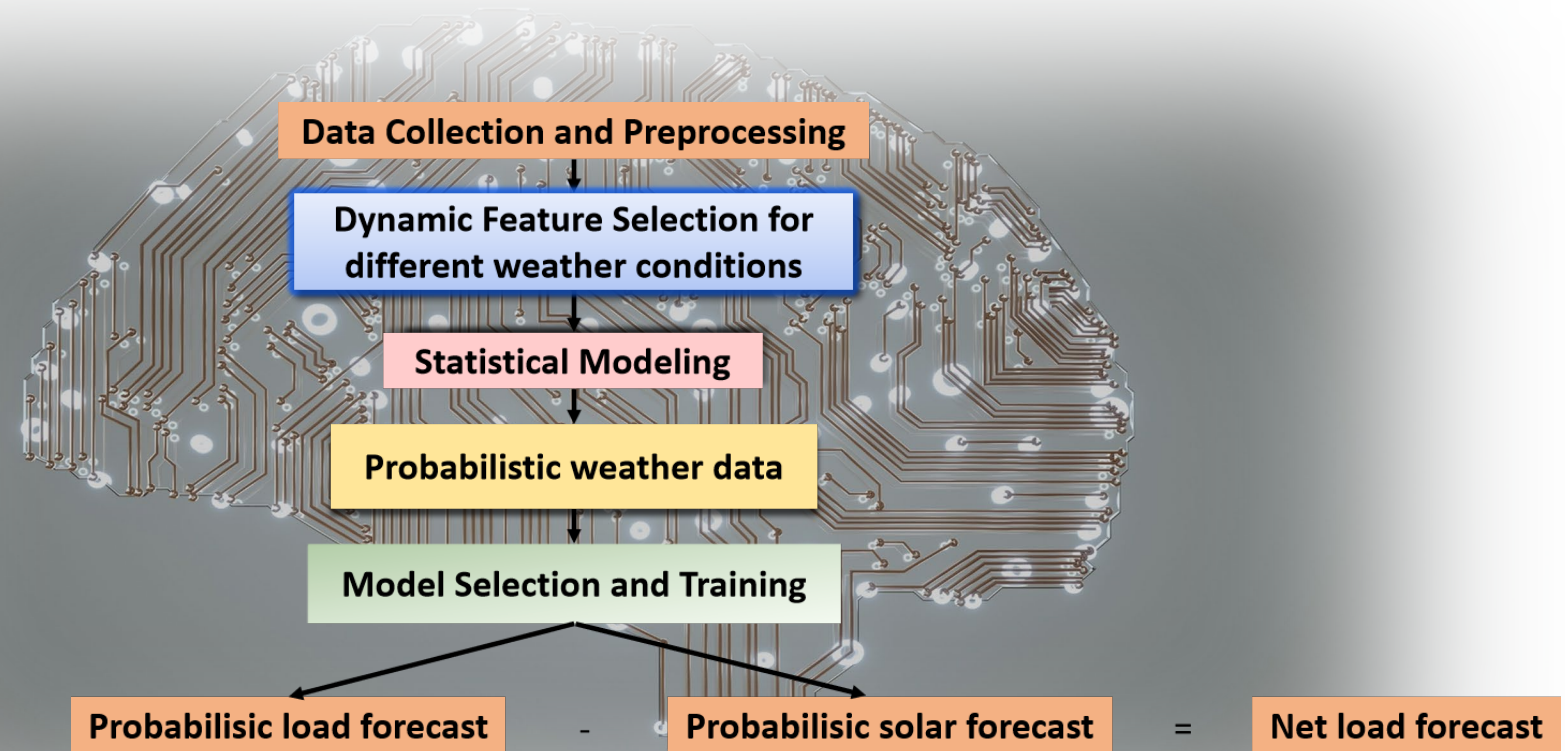 Data Collection and Preprocessing
Dynamic Feature Selection for
different weather conditions
Statistical Modeling
Probabilistic weather data
Model Selection and Training
Probabilisic load forecast - Probabilisic solar forecast = Net load forecast